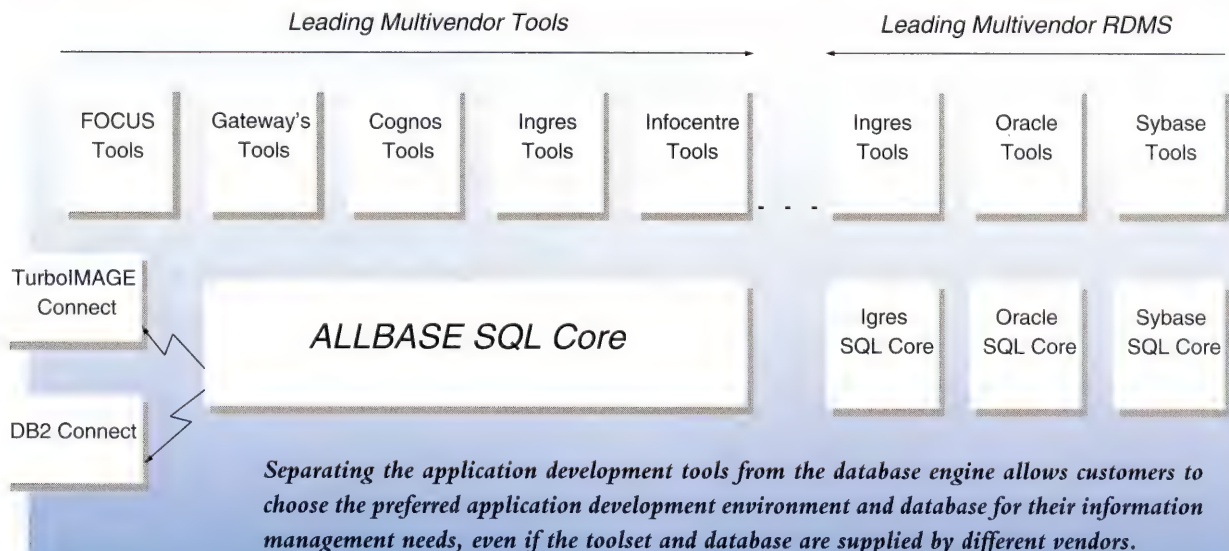 Leading Multivendor Tools
Leading Multivendor RDMS
FOCUS
Tools
Gateway's
Tools
Cognos
Tools
Ingres
Tools
Infocentre
Tools
. . .
Ingres
Tools
Oracle
Tools
Sybase
Tools
TurboIMAGE
Connect
DB2 Connect
ALLBASE SQL Core
Igres
SQL Core
Oracle
SQL Core
Sybase
SQL Core
Separating the application development tools from the database engine allows customers to
choose the preferred application development environment and database for their information
management needs, even if the toolset and database are supplied by different vendors.